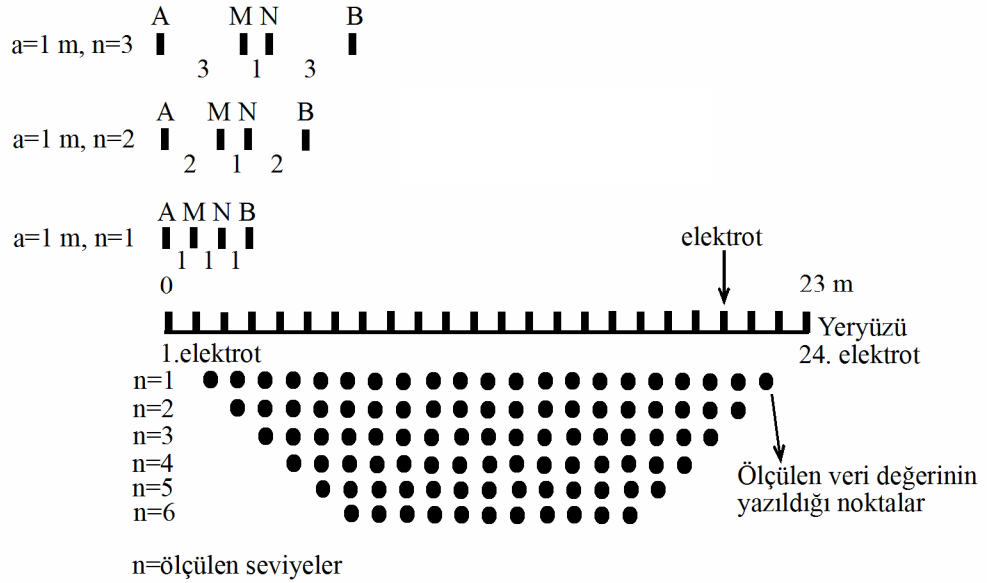 A M N B
a=1 m, n=3
3 1 3
A M N B
a=1 m, n=2
2 1 2
A M N B
a=1 m, n=1
1 1 1
elektrot
0
23 m
Yeryüzü
1.elektrot
24. elektrot
n=1
n=2
n=3
n=4
n=5
n=6
Ölçülen veri değerinin
yazıldığı noktalar
n=ölçülen seviyeler